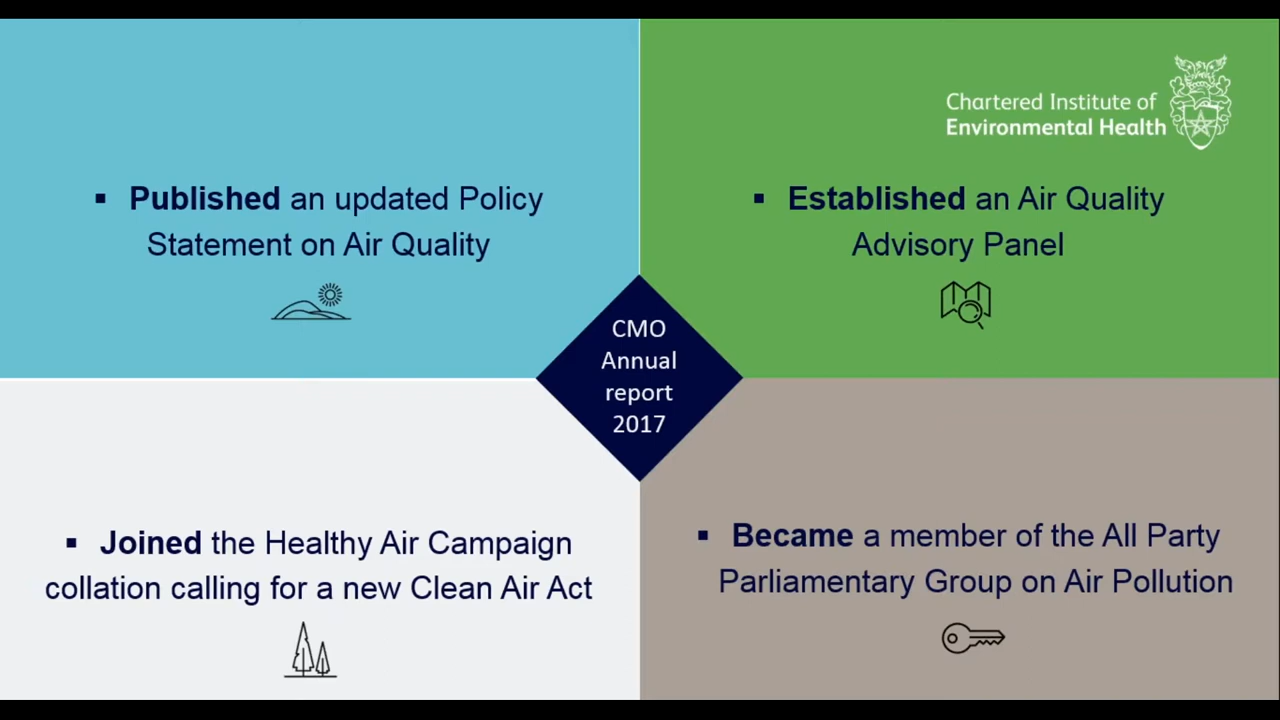 Chartered Institute of
Environmental Health
▪ Published an updated Policy
Statement on Air Quality
▪ Established an Air Quality
Advisory Panel
CMO
Annual
report
2017
▪ Joined the Healthy Air Campaign
collation calling for a new Clean Air Act
▪ Became a member of the All Party
Parliamentary Group on Air Pollution